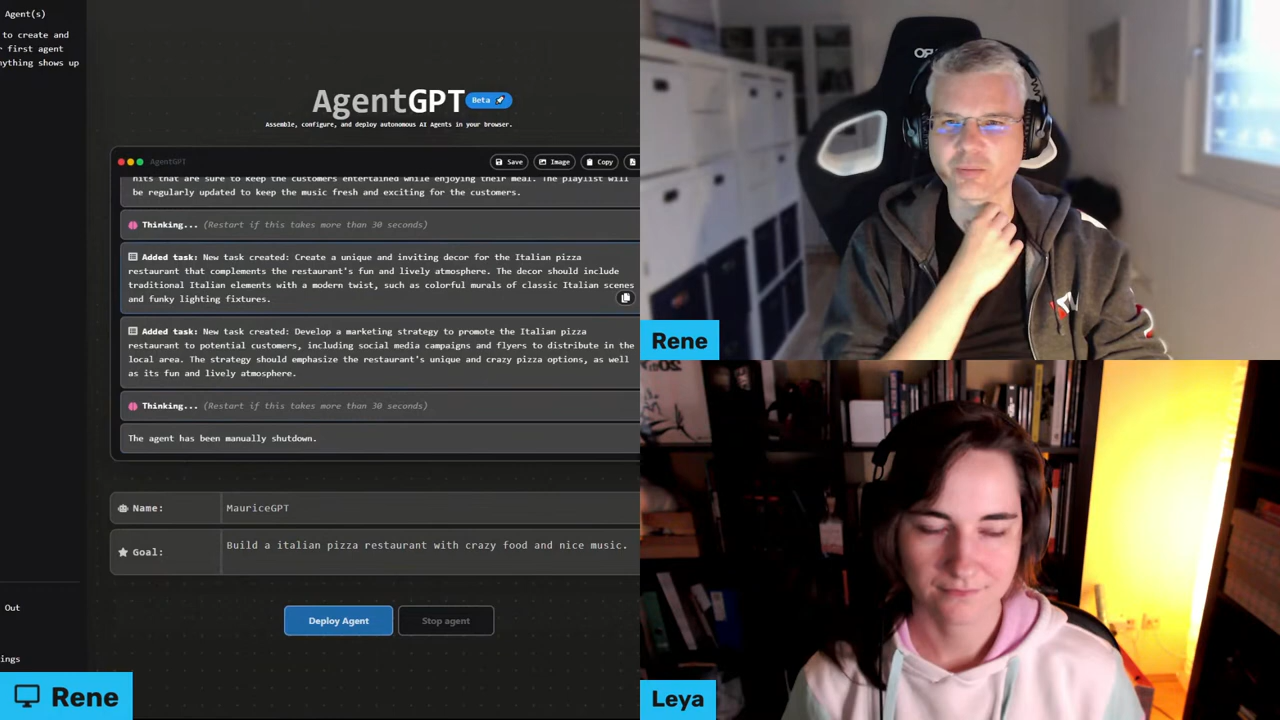 Agent(s)
to create and
r first agent
nything shows up
AgentGPT
Beta
Assemble, configure, and deploy autonomous AI Agents in your browser.
AgentGPT
Save
Image
Copy
hits that are sure to keep the customers entertained while enjoying their meal. The playlist will
be regularly updated to keep the music fresh and exciting for the customers.
Thinking... (Restart if this takes more than 30 seconds)
Added task: New task created: Create a unique and inviting decor for the Italian pizza
restaurant that complements the restaurant's fun and lively atmosphere. The decor should include
traditional Italian elements with a modern twist, such as colorful murals of classic Italian scenes
and funky lighting fixtures.
Added task: New task created: Develop a marketing strategy to promote the Italian pizza
restaurant to potential customers, including social media campaigns and flyers to distribute in the
local area. The strategy should emphasize the restaurant's unique and crazy pizza options, as well
as its fun and lively atmosphere.
Thinking... (Restart if this takes more than 30 seconds)
The agent has been manually shutdown.
Name: MauriceGPT
Goal: Build a italian pizza restaurant with crazy food and nice music.
Deploy Agent
Stop agent
Out
ings
Rene
Rene
Leya